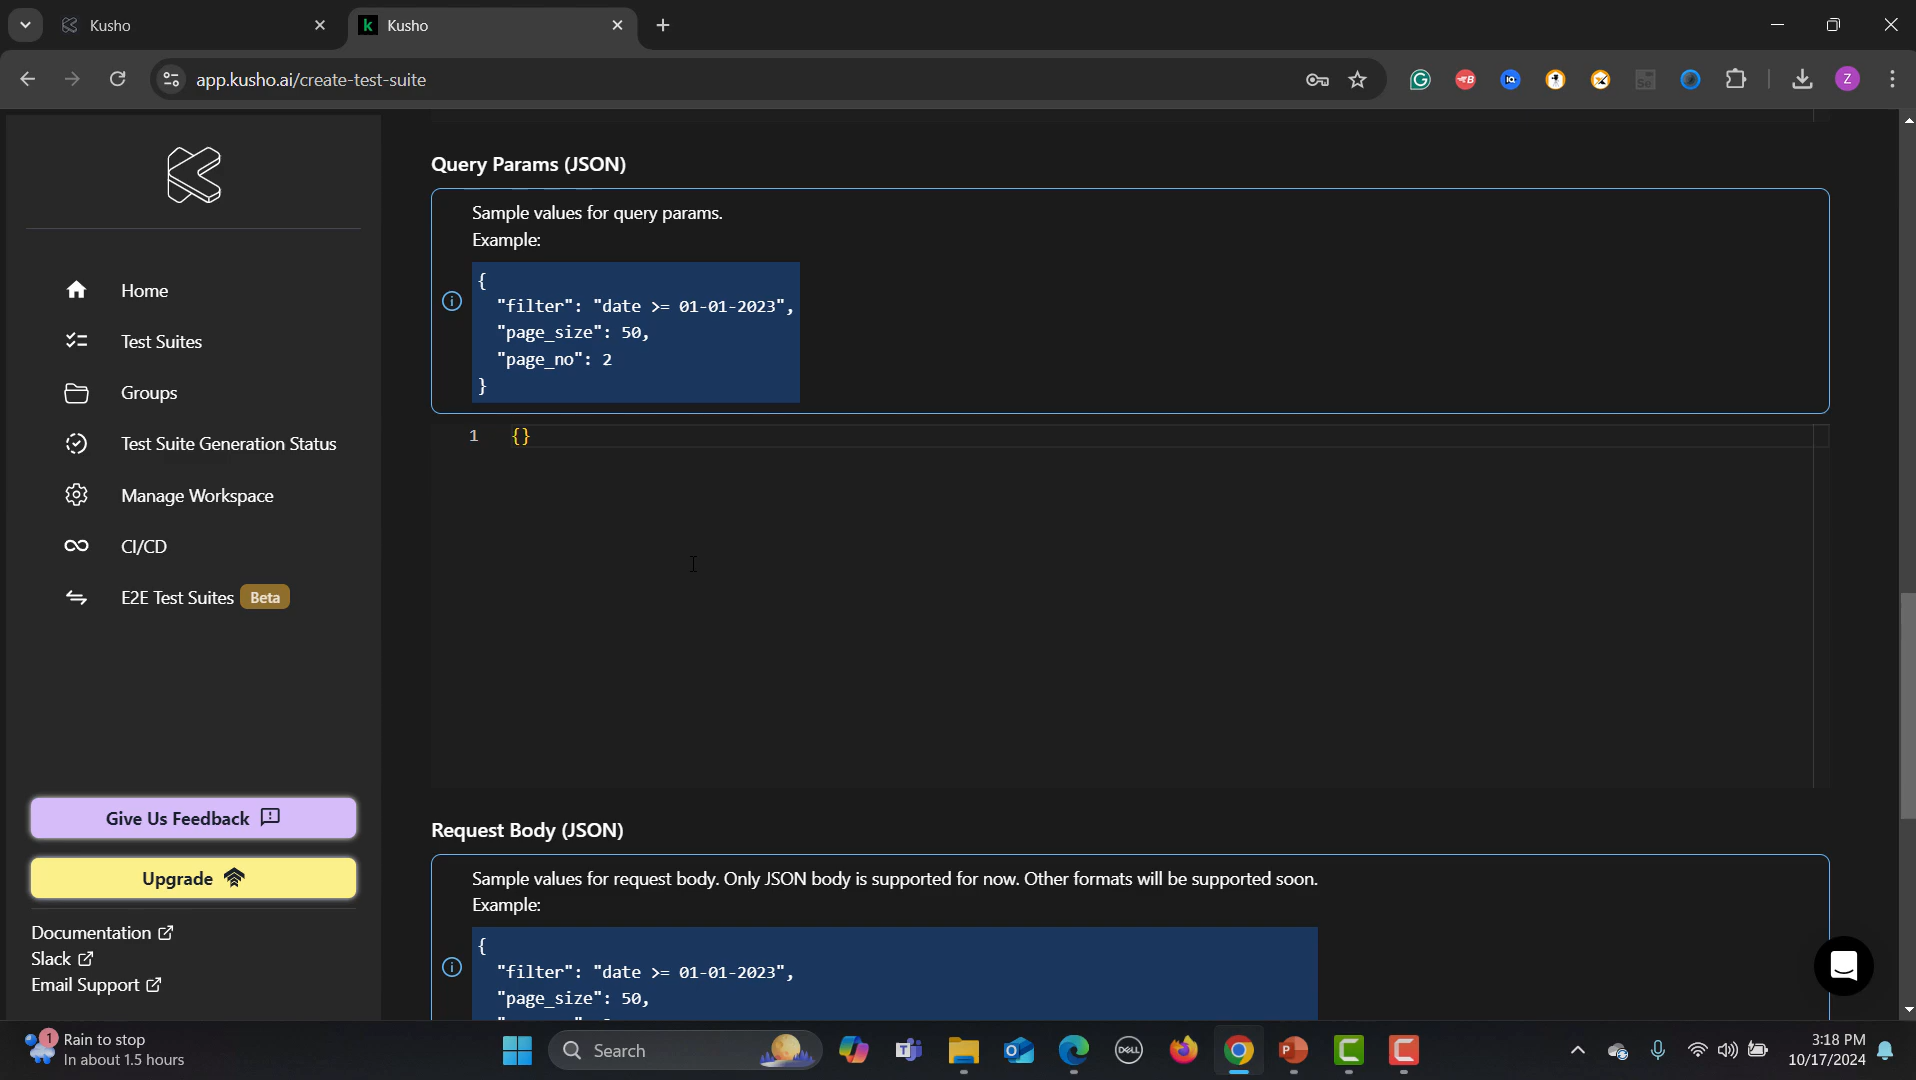 Kusho
Kusho
app.kusho.ai/create-test-suite
Z
Home
Test Suites
Groups
Test Suite Generation Status
Manage Workspace
CI/CD
E2E Test Suites Beta
Give Us Feedback
Upgrade
Documentation
Slack
Email Support
Query Params (JSON)
Sample values for query params.
Example:
{
"filter": "date >= 01-01-2023",
"page_size": 50,
"page_no": 2
}
1 {}
Request Body (JSON)
Sample values for request body. Only JSON body is supported for now. Other formats will be supported soon.
Example:
{
"filter": "date >= 01-01-2023",
"page_size": 50,
1
Rain to stop
In about 1.5 hours
Search
DELL
3:18 PM
10/17/2024